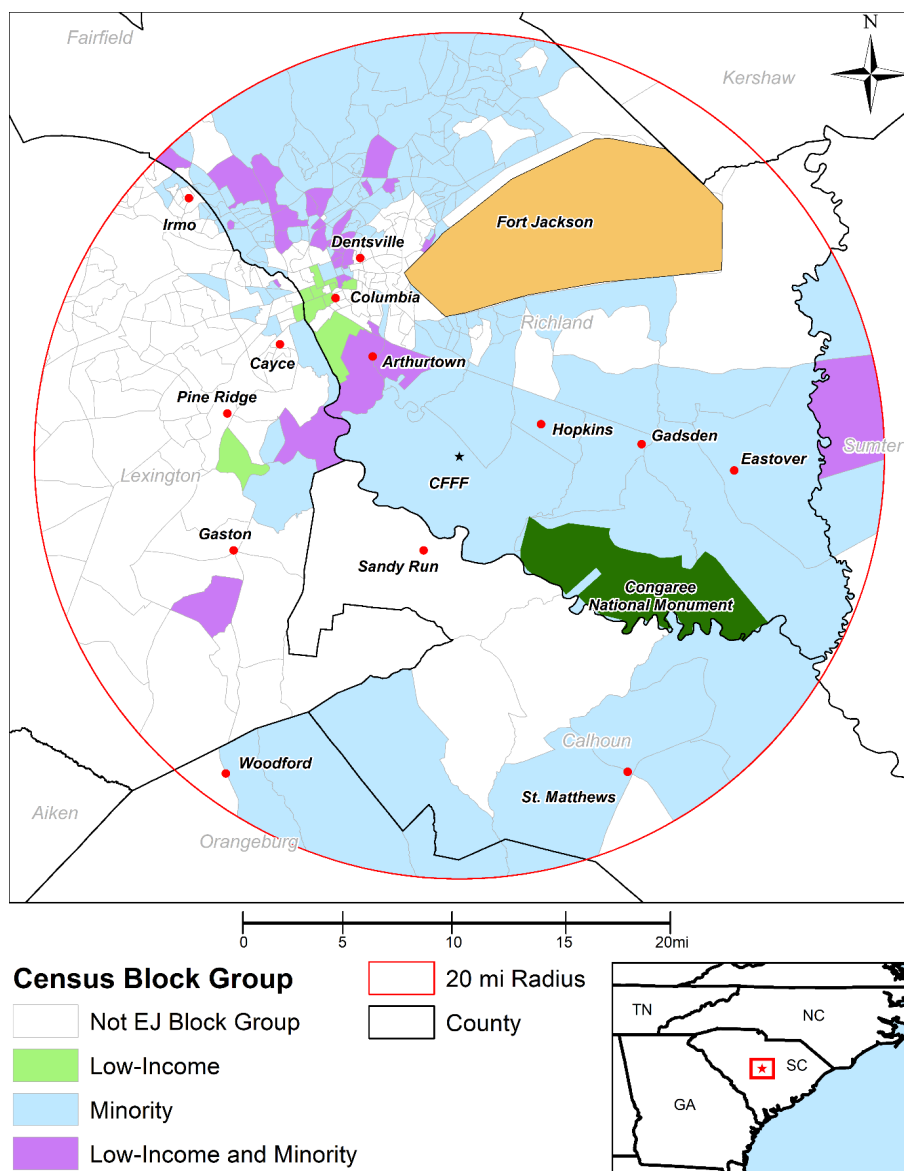 Fairfield
N
Kershaw
Irmo
Fort Jackson
Dentsville
Columbia
Richland
Cayce
Arthurtown
Pine Ridge
Hopkins
Gadsden
Sumter
Eastover
Lexington
CFFF
Gaston
Sandy Run
Congaree
National Monument
Calhoun
Woodford
St. Matthews
Aiken
Orangeburg
0 5 10 15 20mi
Census Block Group
Not EJ Block Group
Low-Income
Minority
Low-Income and Minority
20 mi Radius
County
TN
NC
SC
GA